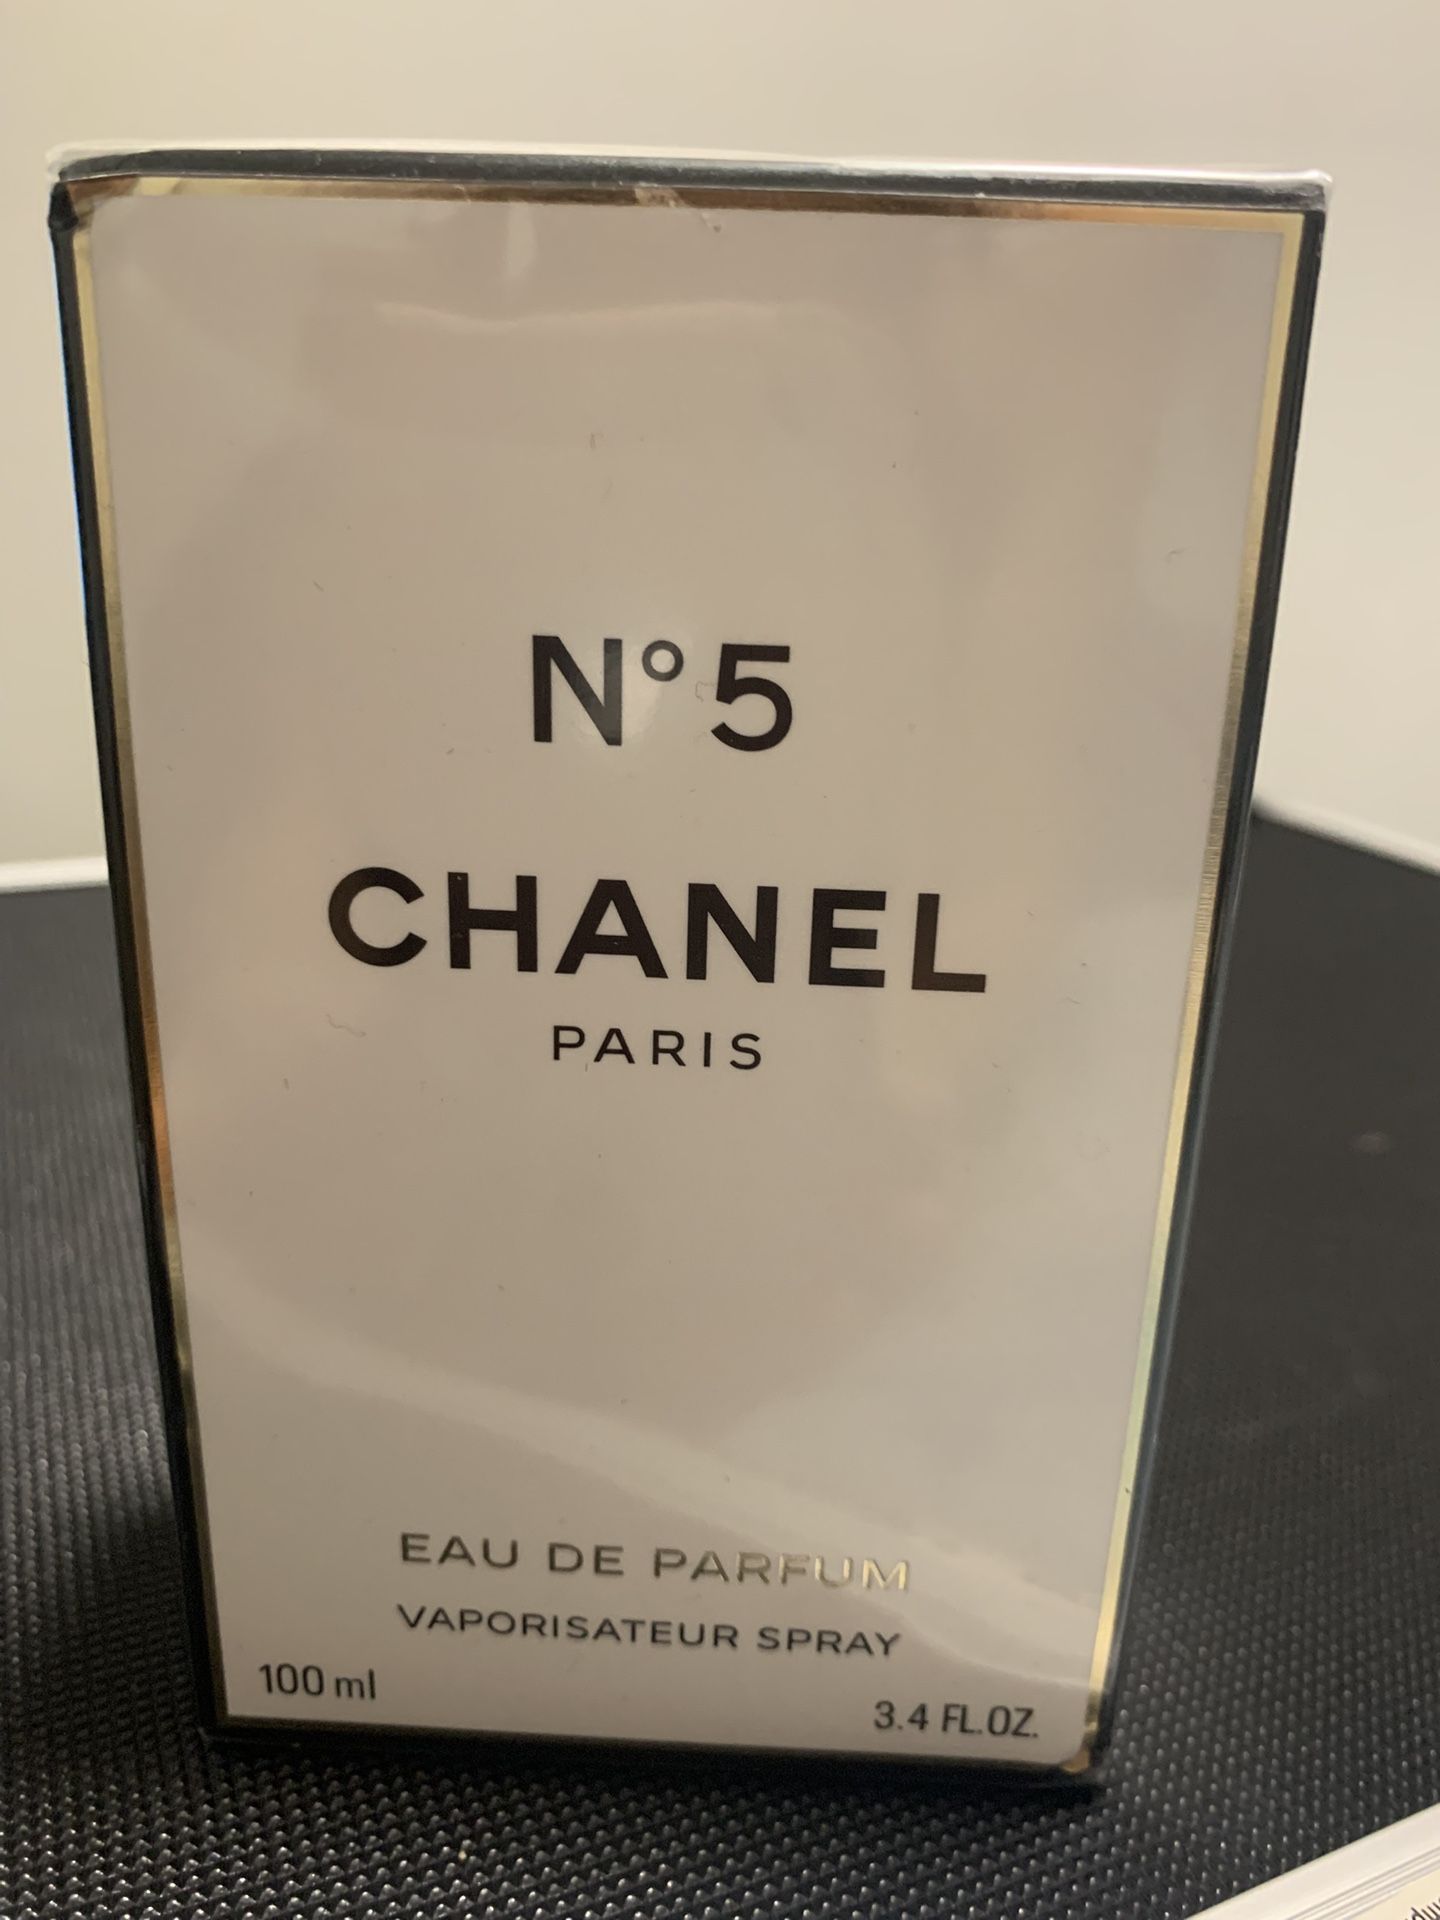 N°5
CHANEL
PARIS
EAU DE PARFUM
VAPORISATEUR SPRAY
100 ml
3.4 FL.OZ.